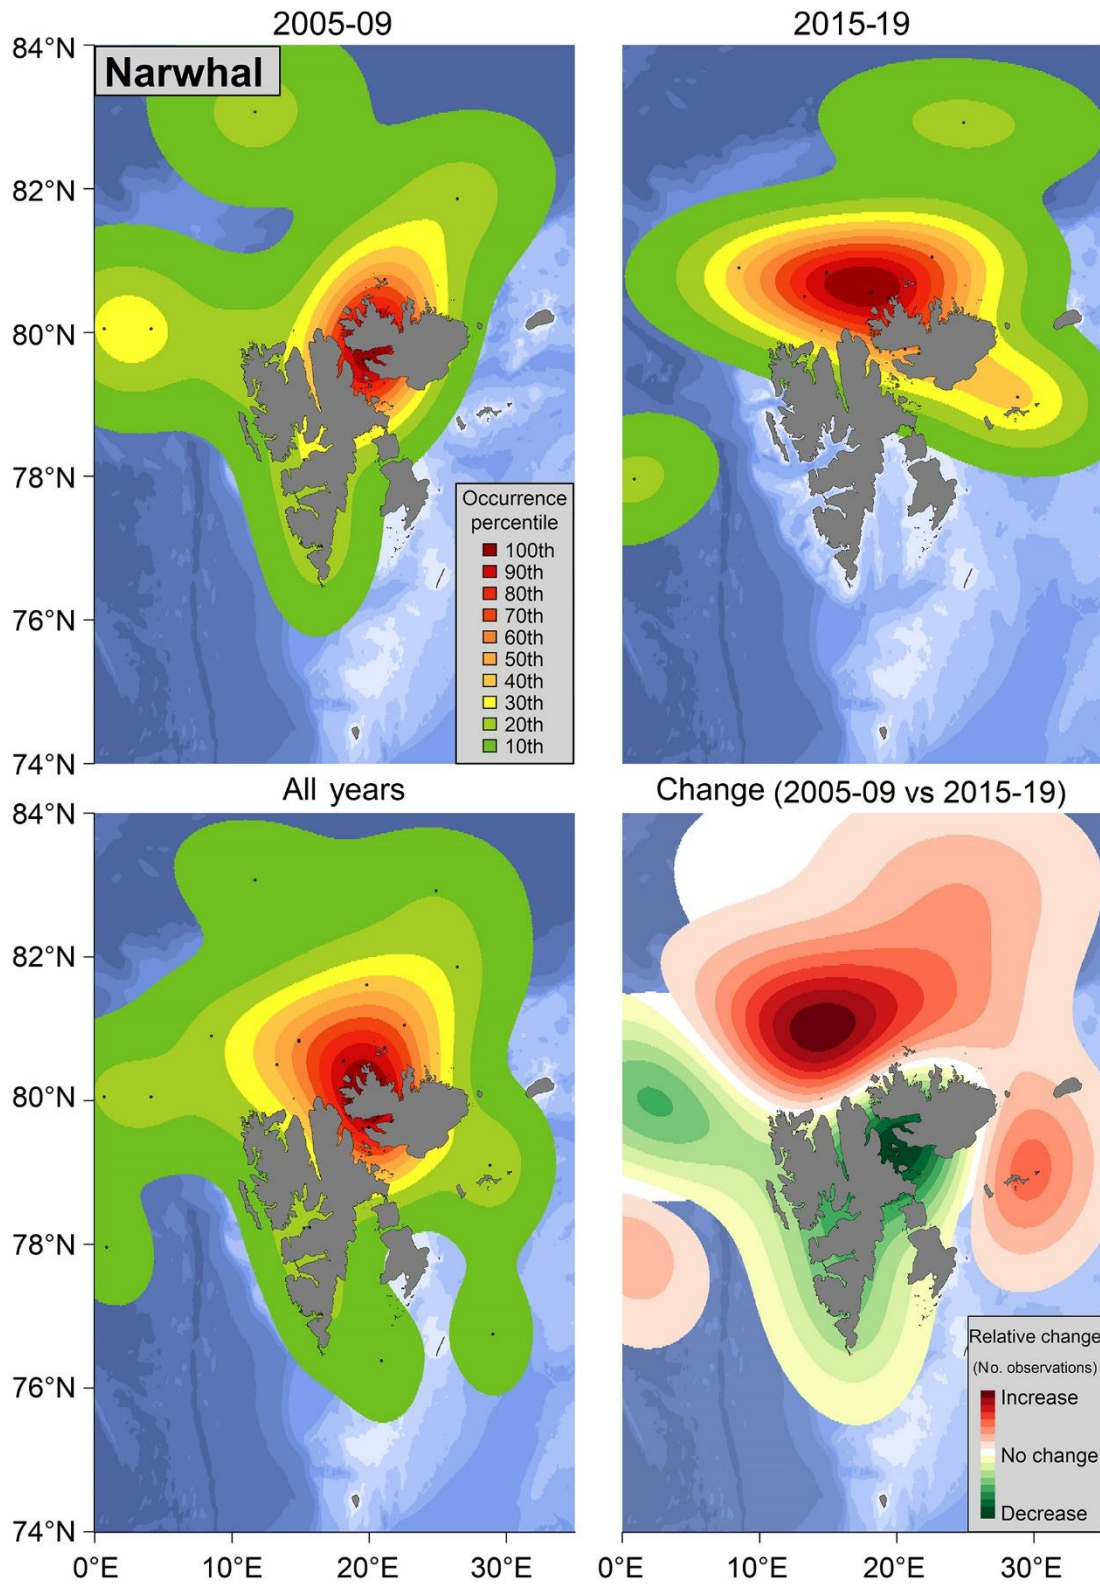 2005-09
2015-19
84°N
Narwhal
82°N
80°N
78°N
76°N
74°N
Occurrence
percentile
100th
90th
80th
70th
60th
50th
40th
30th
20th
10th
All years
Change (2005-09 vs 2015-19)
84°N
82°N
80°N
78°N
76°N
74°N
Relative change
(No. observations)
Increase
No change
Decrease
0°E 10°E 20°E 30°E
0°E 10°E 20°E 30°E